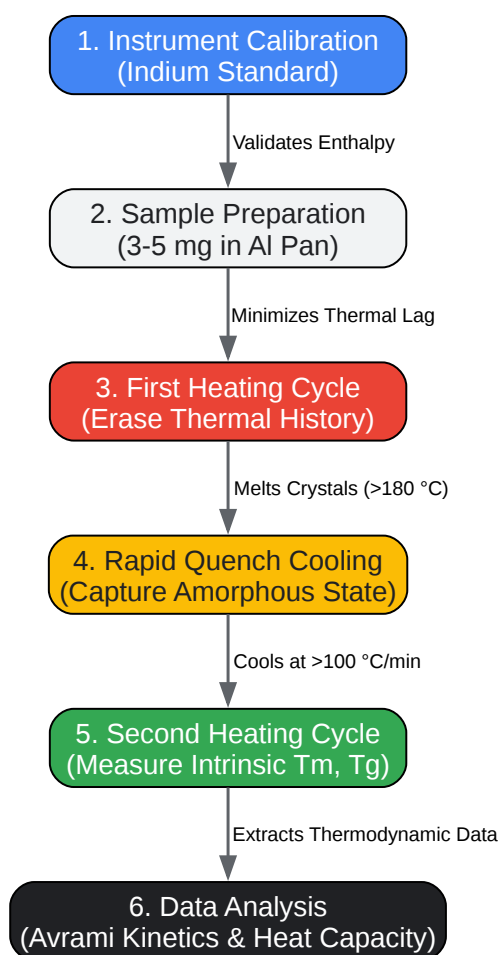 1. Instrument Calibration
(Indium Standard)
Validates Enthalpy
2. Sample Preparation
(3-5 mg in Al Pan)
Minimizes Thermal Lag
3. First Heating Cycle
(Erase Thermal History)
Melts Crystals (>180 °C)
4. Rapid Quench Cooling
(Capture Amorphous State)
Cools at >100 °C/min
5. Second Heating Cycle
(Measure Intrinsic Tm, Tg)
Extracts Thermodynamic Data
6. Data Analysis
(Avrami Kinetics & Heat Capacity)